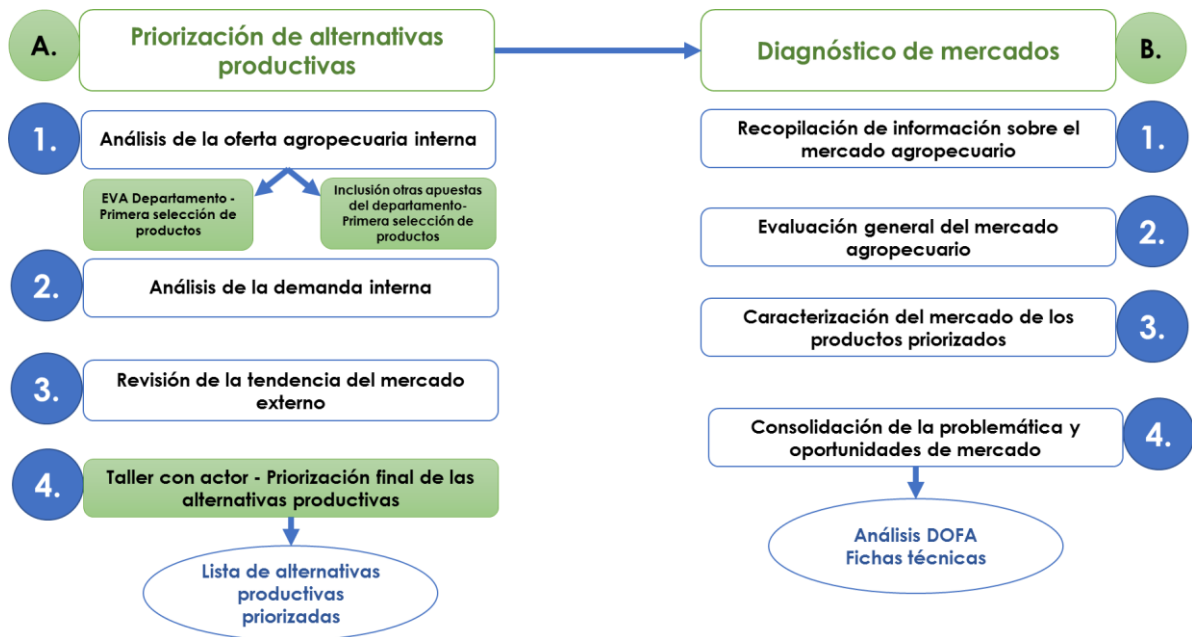 A.
Priorización de alternativas
productivas
1.
Análisis de la oferta agropecuaria interna
EVA Departamento -
Primera selección de
productos
Inclusión otras apuestas
del departamento-
Primera selección de
productos
2.
Análisis de la demanda interna
3.
Revisión de la tendencia del mercado
externo
4.
Taller con actor - Priorización final de las
alternativas productivas
Lista de alternativas
productivas
priorizadas
Diagnóstico de mercados
B.
Recopilación de información sobre el
mercado agropecuario
1.
Evaluación general del mercado
agropecuario
2.
Caracterización del mercado de los
productos priorizados
3.
Consolidación de la problemática y
oportunidades de mercado
4.
Análisis DOFA
Fichas técnicas